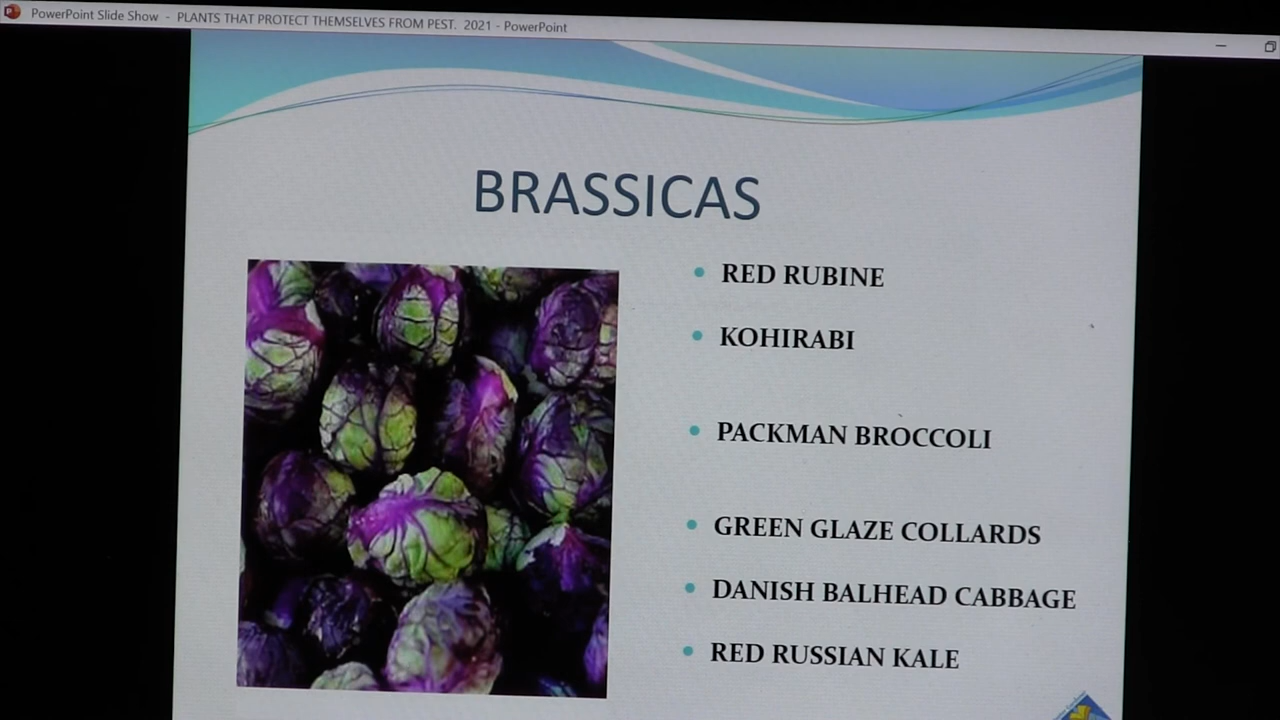 PowerPoint Slide Show - PLANTS THAT PROTECT THEMSELVES FROM PEST. 2021 - PowerPoint
BRASSICAS
• RED RUBINE
• KOHIRABI
• PACKMAN BROCCOLI
• GREEN GLAZE COLLARDS
• DANISH BALHEAD CABBAGE
• RED RUSSIAN KALE